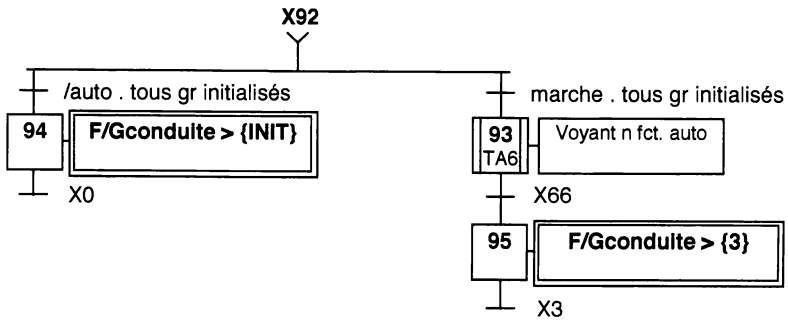 X92
/auto . tous gr initialisés
marche . tous gr initialisés
94
F/Gconduite > {INIT}
93
TA6
Voyant n fct. auto
X0
X66
95
F/Gconduite > {3}
X3